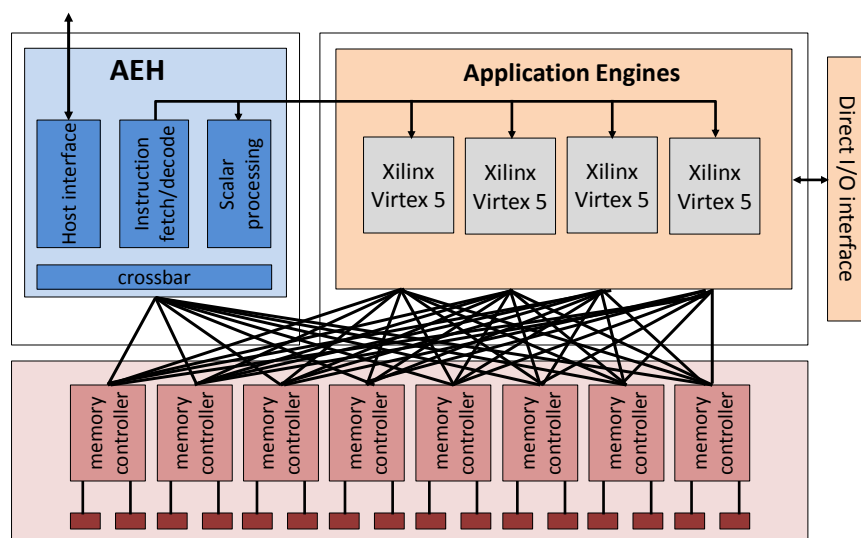 AEH
Host interface
Instruction
fetch/decode
Scalar
processing
crossbar
Application Engines
Xilinx
Virtex 5
Xilinx
Virtex 5
Xilinx
Virtex 5
Xilinx
Virtex 5
Direct I/O interface
memory
controller
memory
controller
memory
controller
memory
controller
memory
controller
memory
controller
memory
controller
memory
controller